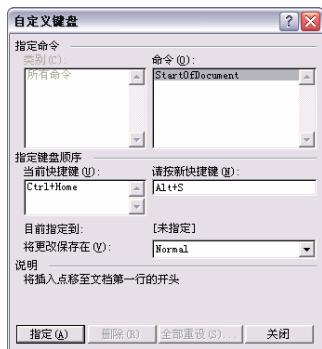 自定义键盘
指定命令
类别(C):
命令(O):
所有命令
StartOfDocument
指定键盘顺序
当前快捷键(U):
请按新快捷键(N):
Ctrl+Home
Alt+S
目前指定到:
[未指定]
将更改保存在(V):
Normal
说明
将插入点移至文档第一行的开头
指定(A)
删除(R)
全部重设(S)...
关闭